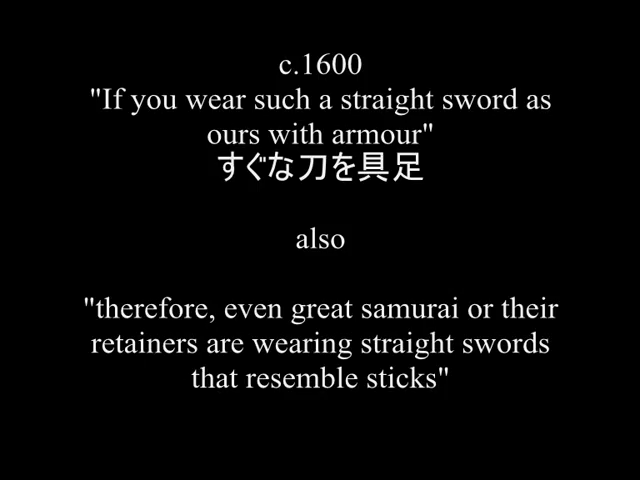 c.1600
"If you wear such a straight sword as
ours with armour"
すぐな刀を具足
also
"therefore, even great samurai or their
retainers are wearing straight swords
that resemble sticks"